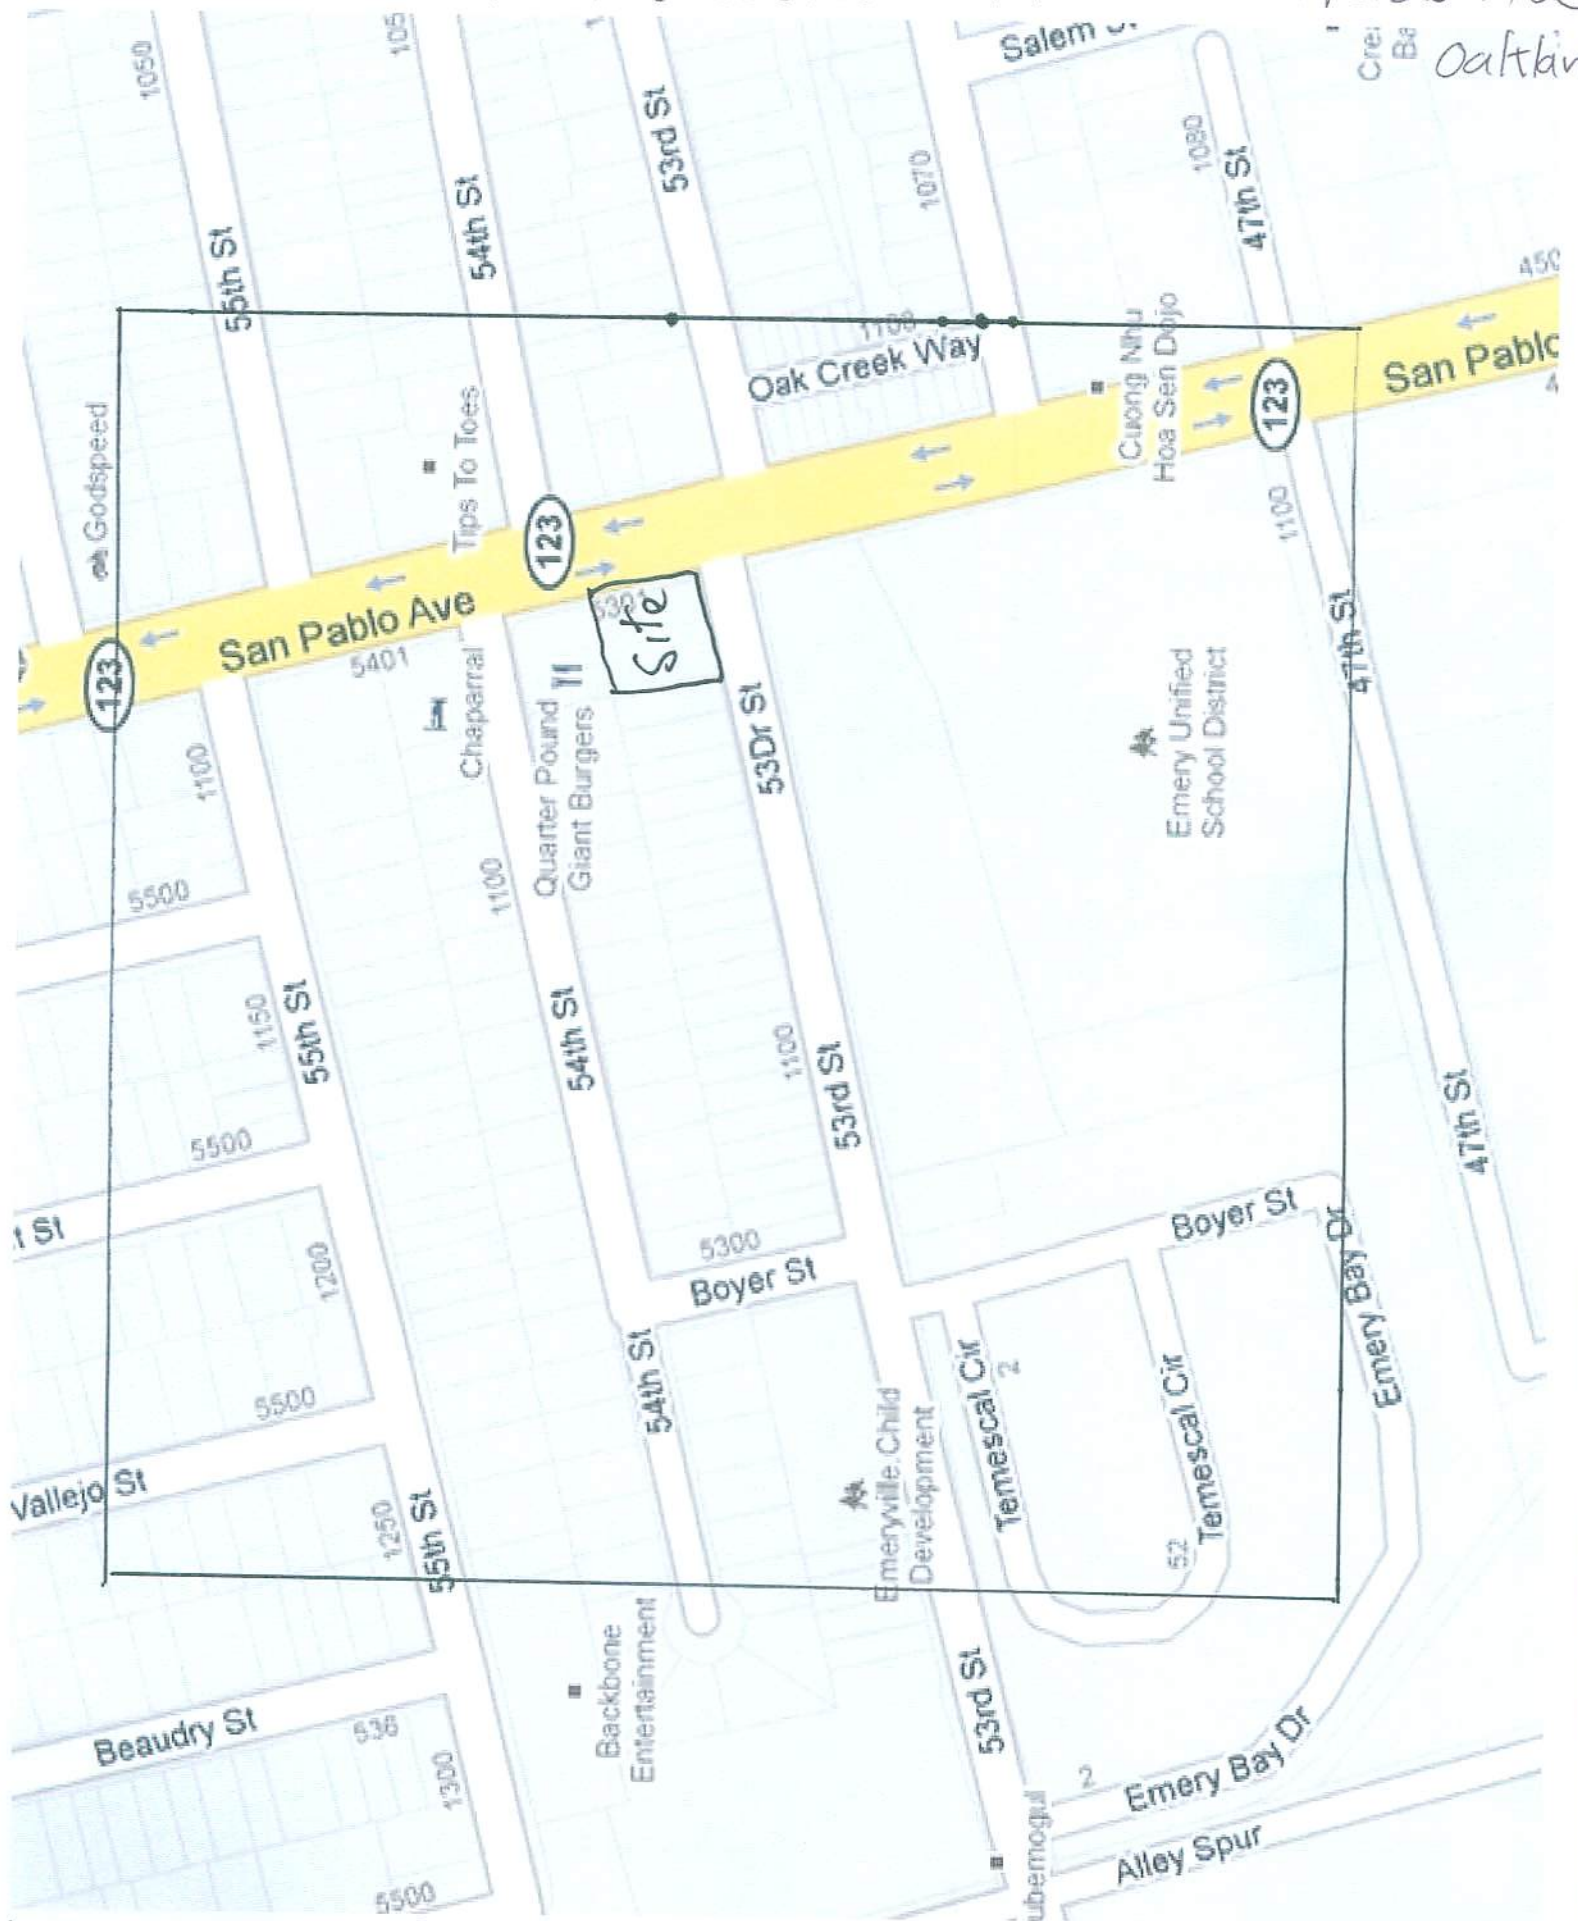 Oakland
Salem
1050
55th St
54th St
53rd St
1070
1080
47th St
Godspeed
Tips To Toes
Oak Creek Way
1100
Cuong Nhu
Hoa Sen Dojo
San Pablo
123
San Pablo Ave
123
123
5401
Chaparral
Quarter Pound
Giant Burgers
5301
Site
53Dr St
1100
47th St
Emery Unified
School District
1100
5500
1100
1150
55th St
54th St
1100
53rd St
47th St
5500
t St
1200
5300
Boyer St
Boyer St
Emery Bay Dr
54th St
Temescal Cir
2
Temescal Cir
52
Emeryville Child
Development
5500
Vallejo St
1250
55th St
Backbone
Entertainment
53rd St
Beaudry St
536
1300
5500
2
Emery Bay Dr
Alley Spur
ubemogul